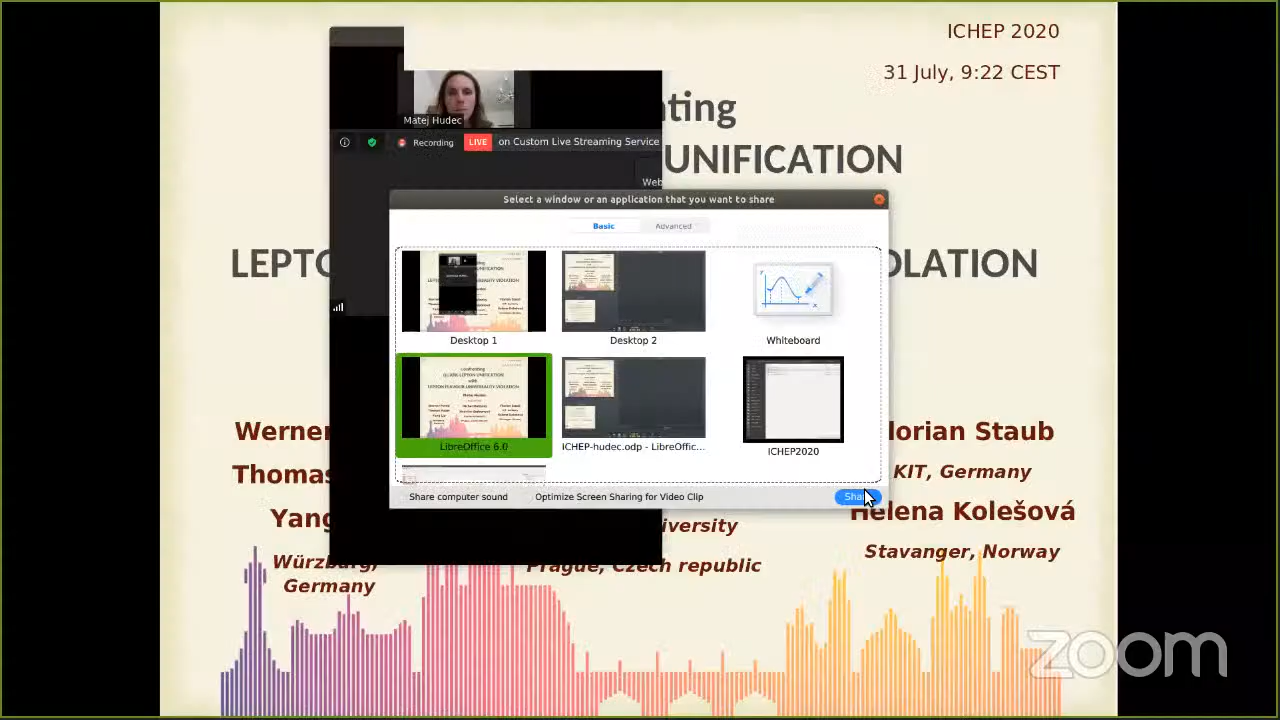 ICHEP 2020
31 July, 9:22 CEST
ating
UNIFICATION
Matej Hudec
Recording LIVE on Custom Live Streaming Service
Web
Select a window or an application that you want to share
Basic Advanced
LEPTO OLATION
Desktop 1 Desktop 2 Whiteboard
LibreOffice 6.0 ICHEP-hudec.odp - LibreOffic... ICHEP2020
Share computer sound Optimize Screen Sharing for Video Clip Shar
Werner
Thomas
Yang
Würzburg,
Germany
iversity
Prague, Czech republic
lorian Staub
KIT, Germany
Helena Kolešová
Stavanger, Norway
zoom